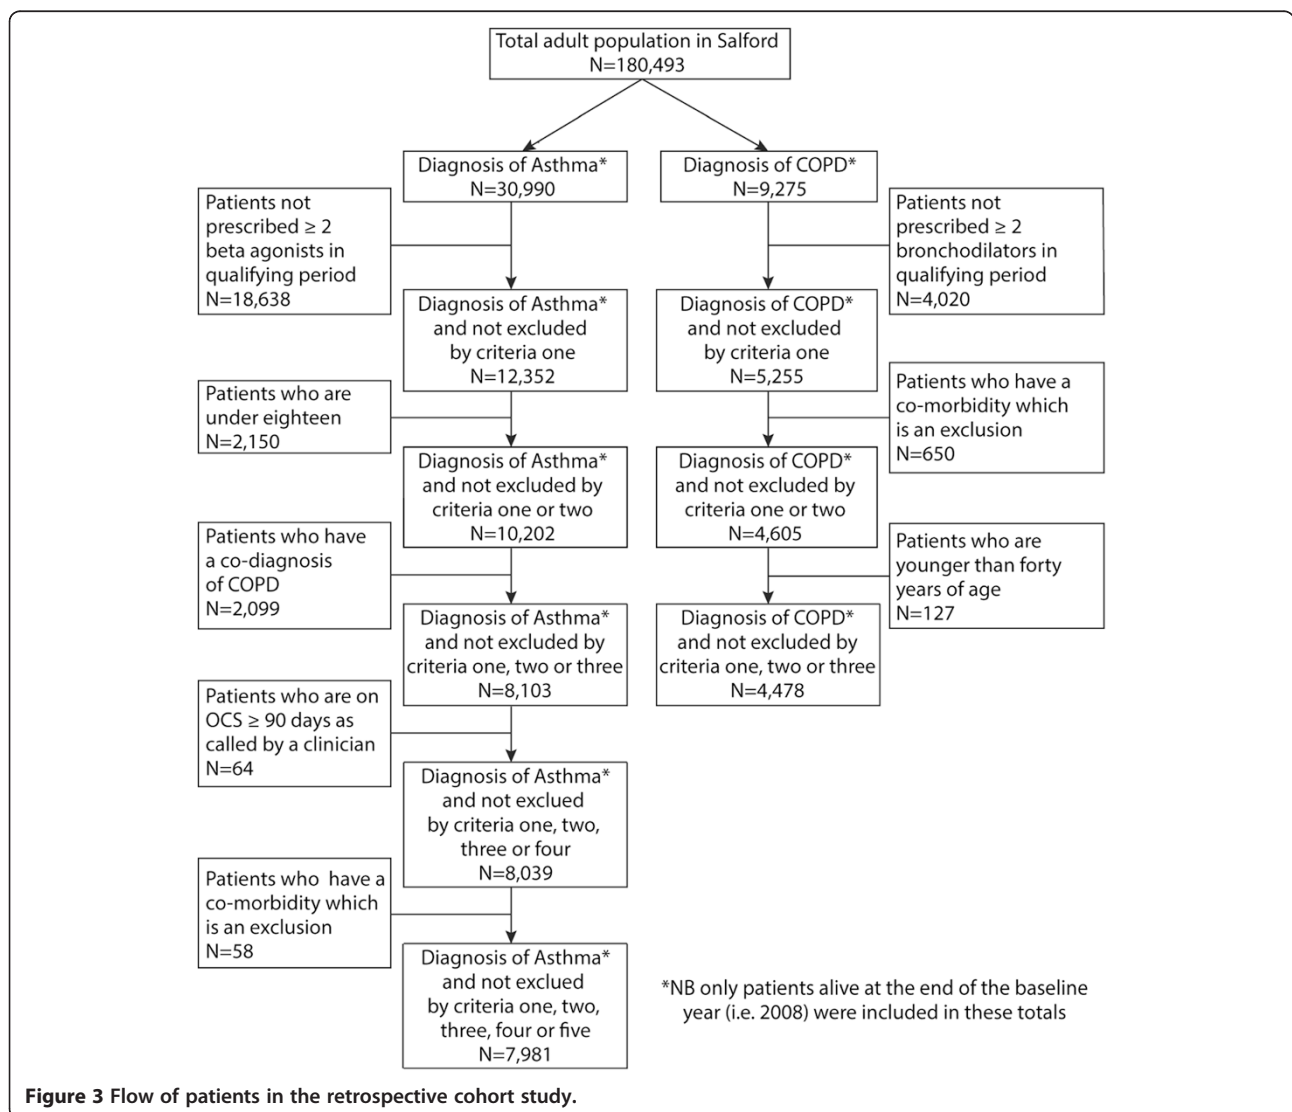 Total adult population in Salford
N=180,493
Diagnosis of Asthma*
N=30,990
Diagnosis of COPD*
N=9,275
Patients not
prescribed ≥ 2
beta agonists in
qualifying period
N=18,638
Patients not
prescribed ≥ 2
bronchodilators in
qualifying period
N=4,020
Diagnosis of Asthma*
and not excluded
by criteria one
N=12,352
Diagnosis of COPD*
and not excluded
by criteria one
N=5,255
Patients who are
under eighteen
N=2,150
Patients who have a
co-morbidity which
is an exclusion
N=650
Diagnosis of Asthma*
and not excluded by
criteria one or two
N=10,202
Diagnosis of COPD*
and not excluded by
criteria one or two
N=4,605
Patients who have
a co-diagnosis
of COPD
N=2,099
Patients who are
younger than forty
years of age
N=127
Diagnosis of Asthma*
and not excluded by
criteria one, two or three
N=8,103
Diagnosis of COPD*
and not excluded by
criteria one, two or three
N=4,478
Patients who are on
OCS ≥ 90 days as
called by a clinician
N=64
Diagnosis of Asthma*
and not exclued
by criteria one, two,
three or four
N=8,039
Patients who have a
co-morbidity which
is an exclusion
N=58
Diagnosis of Asthma*
and not exclued
by criteria one, two,
three, four or five
N=7,981
*NB only patients alive at the end of the baseline
year (i.e. 2008) were included in these totals
Figure 3 Flow of patients in the retrospective cohort study.